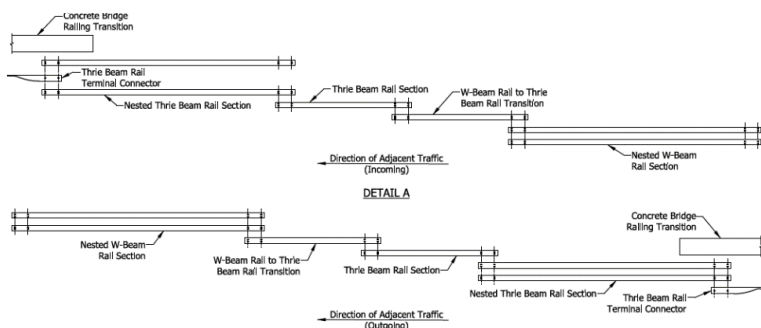 Concrete Bridge
Railing Transition
Thrie Beam Rail
Terminal Connector
Nested Thrie Beam Rail Section
Thrie Beam Rail Section
W-Beam Rail to Thrie
Beam Rail Transition
Nested W-Beam
Rail Section
Direction of Adjacent Traffic
(Incoming)
DETAIL A
Nested W-Beam
Rail Section
W-Beam Rail to Thrie
Beam Rail Transition
Thrie Beam Rail Section
Concrete Bridge
Railing Transition
Nested Thrie Beam Rail Section
Thrie Beam Rail
Terminal Connector
Direction of Adjacent Traffic
(Outgoing)